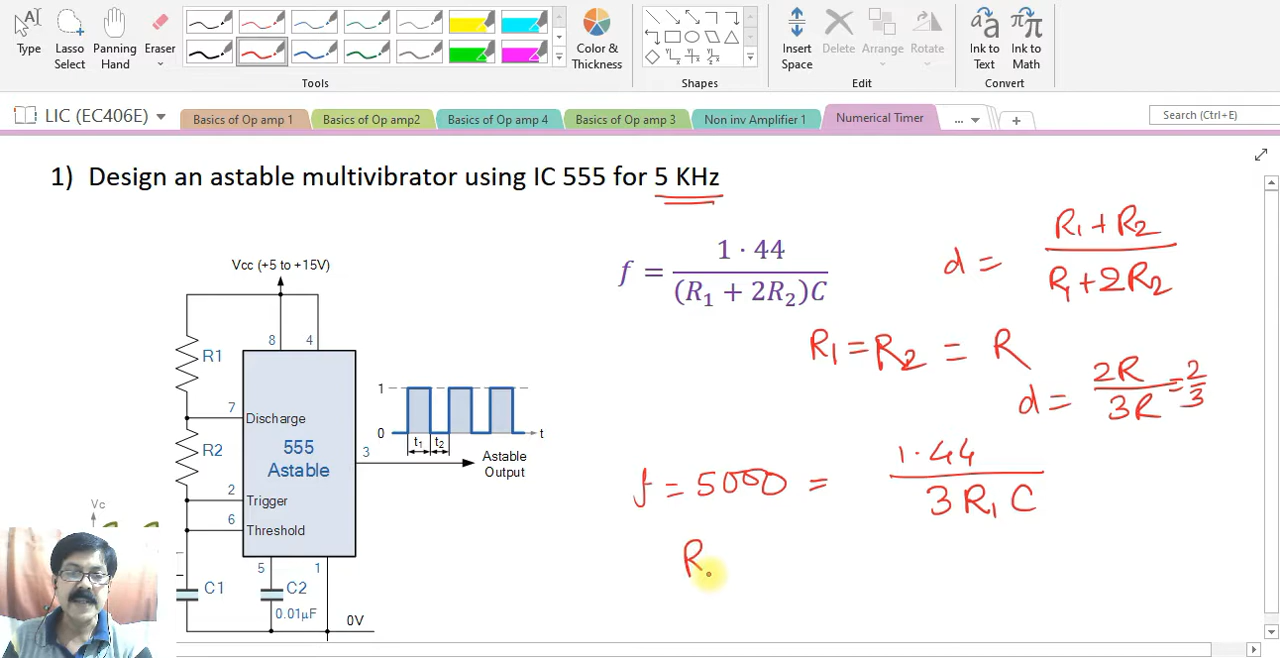 Type
Lasso Select
Panning Hand
Eraser
Tools
Color & Thickness
Shapes
Insert Space
Delete
Arrange
Rotate
Edit
Ink to Text
Ink to Math
Convert
LIC (EC406E)
Basics of Op amp 1
Basics of Op amp2
Basics of Op amp 4
Basics of Op amp 3
Non inv Amplifier 1
Numerical Timer
...
Search (Ctrl+E)
1) Design an astable multivibrator using IC 555 for 5 KHz
f = 1·44 / (R₁ + 2R₂)C
d = R₁ + R₂ / R₁ + 2R₂
R₁ = R₂ = R
d = 2R / 3R = 2/3
f = 5000 = 1.44 / 3 R₁ C
R
Vcc (+5 to +15V)
8
4
R1
7
Discharge
R2
555
Astable
3
2
Trigger
6
Threshold
5
1
C1
C2
0.01µF
0V
1
0
t₁
t₂
t
Astable
Output
Vc